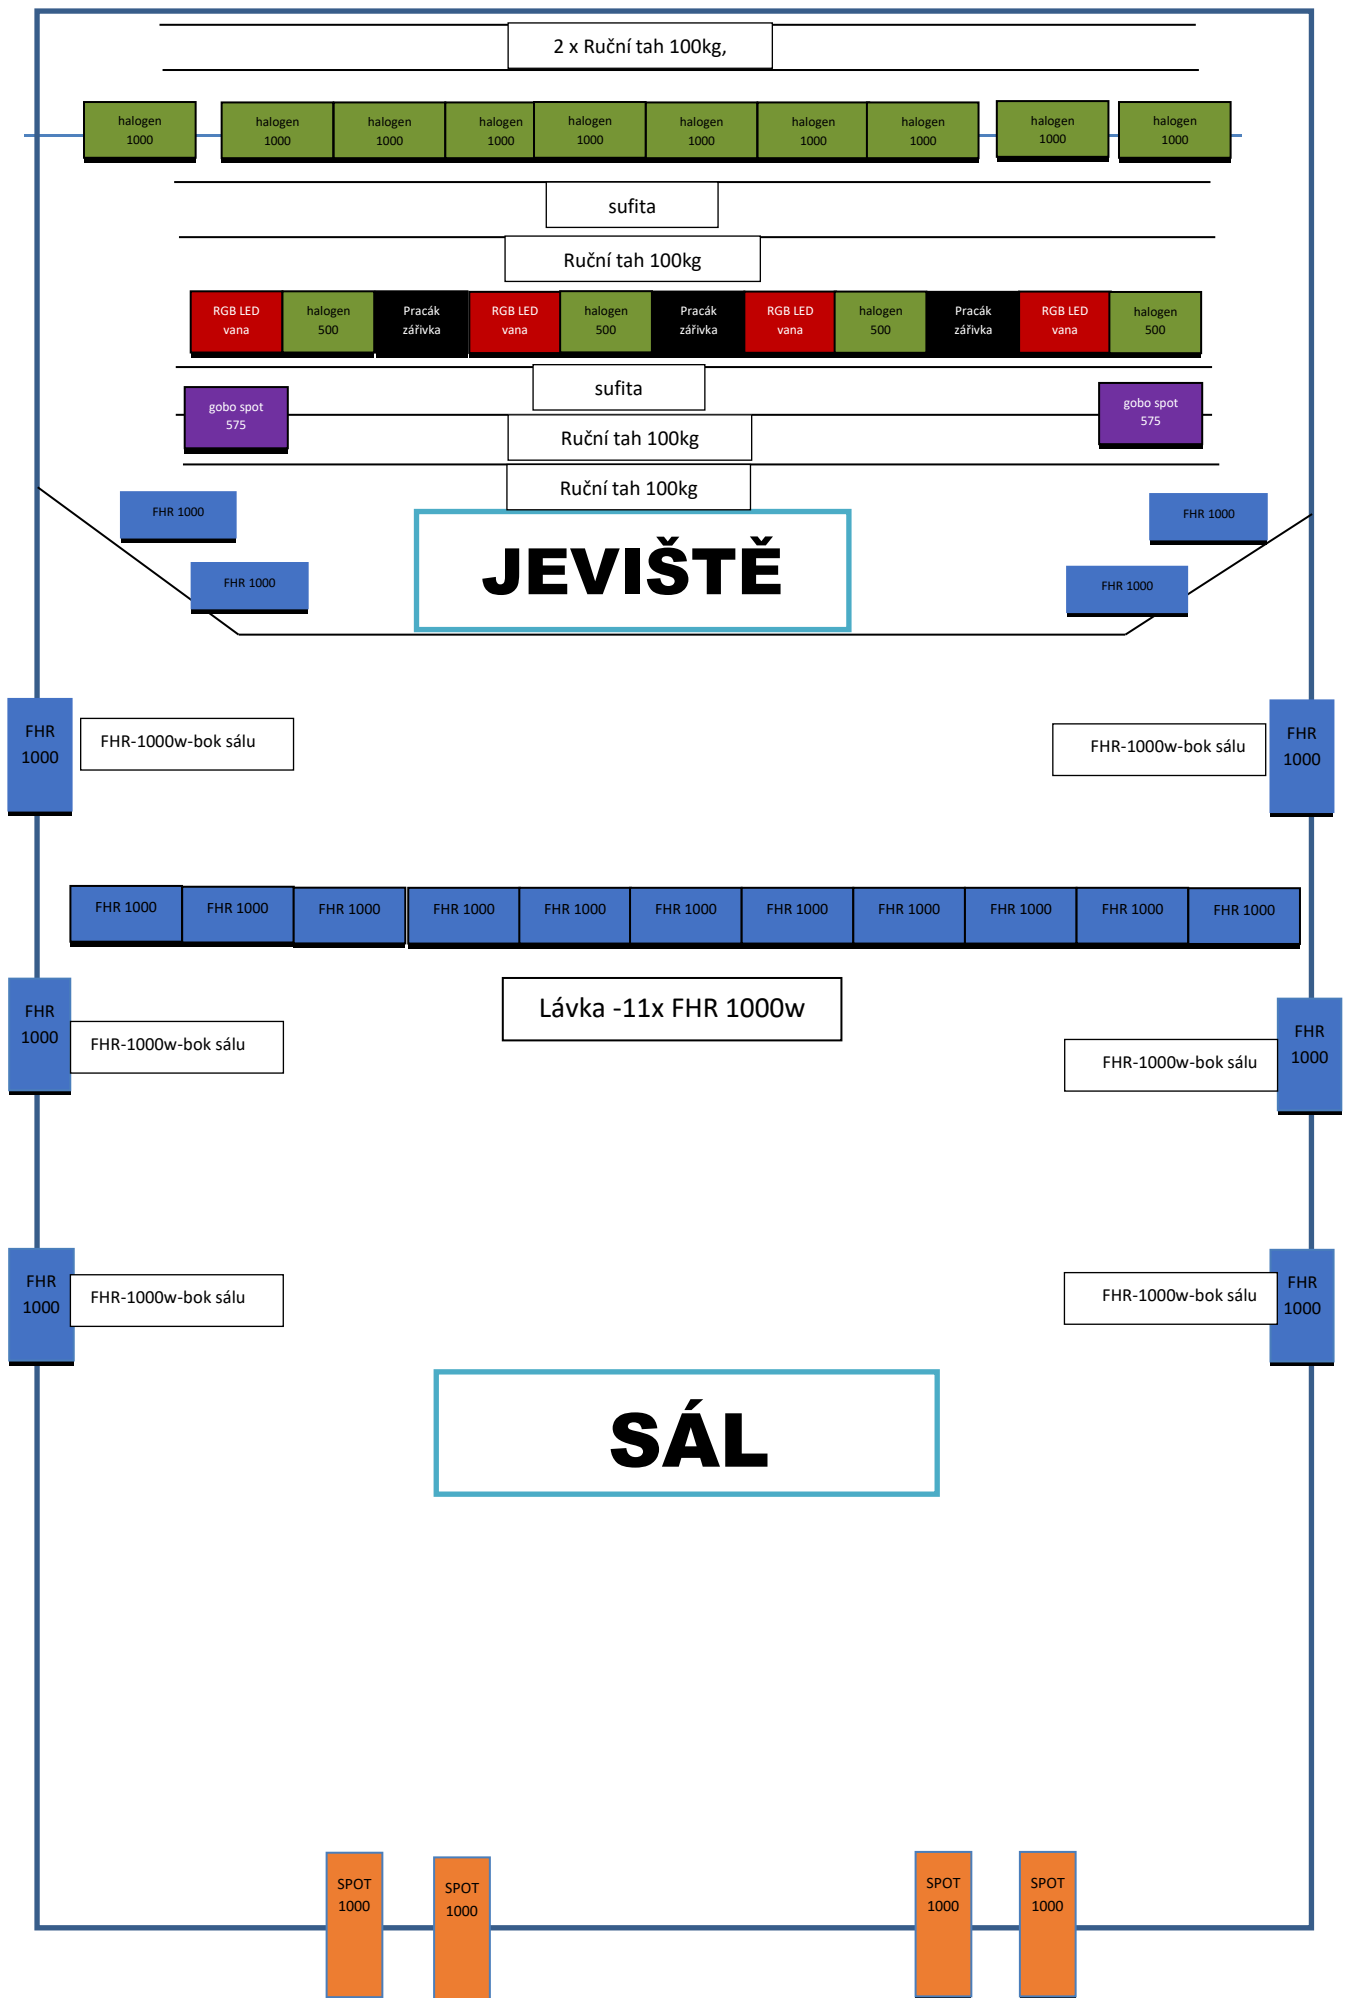 2 x Ruční tah 100kg,
halogen
1000
halogen
1000
halogen
1000
halogen
1000
halogen
1000
halogen
1000
halogen
1000
halogen
1000
halogen
1000
halogen
1000
sufita
Ruční tah 100kg
RGB LED
vana
halogen
500
Pracák
zářivka
RGB LED
vana
halogen
500
Pracák
zářivka
RGB LED
vana
halogen
500
Pracák
zářivka
RGB LED
vana
halogen
500
sufita
gobo spot
575
gobo spot
575
Ruční tah 100kg
Ruční tah 100kg
FHR 1000
FHR 1000
JEVIŠTĚ
FHR 1000
FHR 1000
FHR
1000
FHR-1000w-bok sálu
FHR-1000w-bok sálu
FHR
1000
FHR 1000
FHR 1000
FHR 1000
FHR 1000
FHR 1000
FHR 1000
FHR 1000
FHR 1000
FHR 1000
FHR 1000
FHR 1000
Lávka -11x FHR 1000w
FHR
1000
FHR-1000w-bok sálu
FHR-1000w-bok sálu
FHR
1000
FHR
1000
FHR-1000w-bok sálu
FHR-1000w-bok sálu
FHR
1000
SÁL
SPOT
1000
SPOT
1000
SPOT
1000
SPOT
1000